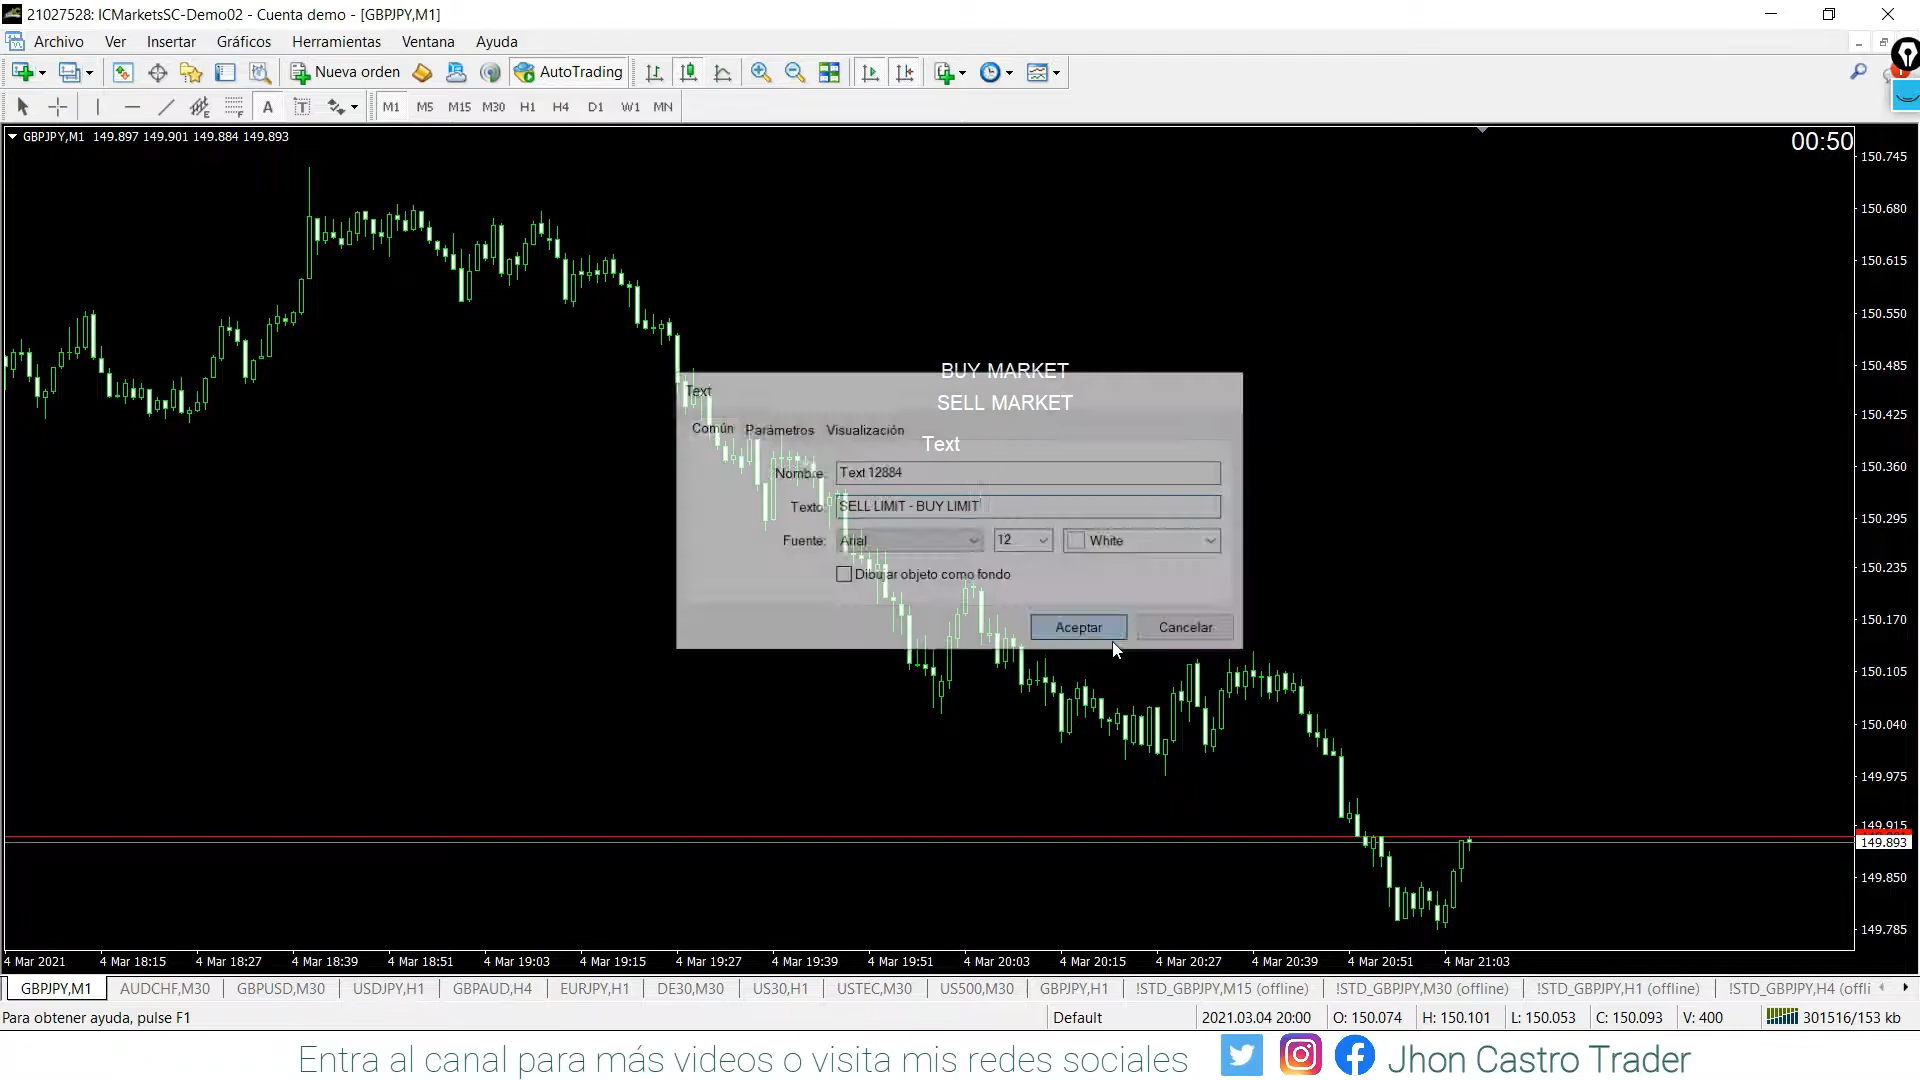 21027528: ICMarketsSC-Demo02 - Cuenta demo - [GBPJPY,M1]
Archivo Ver Insertar Gráficos Herramientas Ventana Ayuda
Nueva orden AutoTrading
A T M1 M5 M15 M30 H1 H4 D1 W1 MN
GBPJPY,M1 149.897 149.901 149.884 149.893
00:50
150.745
150.680
150.615
150.550
150.485
150.425
150.360
150.295
150.235
150.170
150.105
150.040
149.975
149.915
149.893
149.850
149.785
BUY MARKET
SELL MARKET
Text
Text
Común Parámetros Visualización
Nombre: Text 12884
Texto: SELL LIMIT - BUY LIMIT
Fuente: Arial 12 White
Dibujar objeto como fondo
Aceptar Cancelar
4 Mar 2021 4 Mar 18:15 4 Mar 18:27 4 Mar 18:39 4 Mar 18:51 4 Mar 19:03 4 Mar 19:15 4 Mar 19:27 4 Mar 19:39 4 Mar 19:51 4 Mar 20:03 4 Mar 20:15 4 Mar 20:27 4 Mar 20:39 4 Mar 20:51 4 Mar 21:03
GBPJPY,M1 AUDCHF,M30 GBPUSD,M30 USDJPY,H1 GBPAUD,H4 EURJPY,H1 DE30,M30 US30,H1 USTEC,M30 US500,M30 GBPJPY,H1 !STD_GBPJPY,M15 (offline) !STD_GBPJPY,M30 (offline) !STD_GBPJPY,H1 (offline) !STD_GBPJPY,H4 (offli
Para obtener ayuda, pulse F1 Default 2021.03.04 20:00 O: 150.074 H: 150.101 L: 150.053 C: 150.093 V: 400 301516/153 kb
Entra al canal para más videos o visita mis redes sociales Jhon Castro Trader